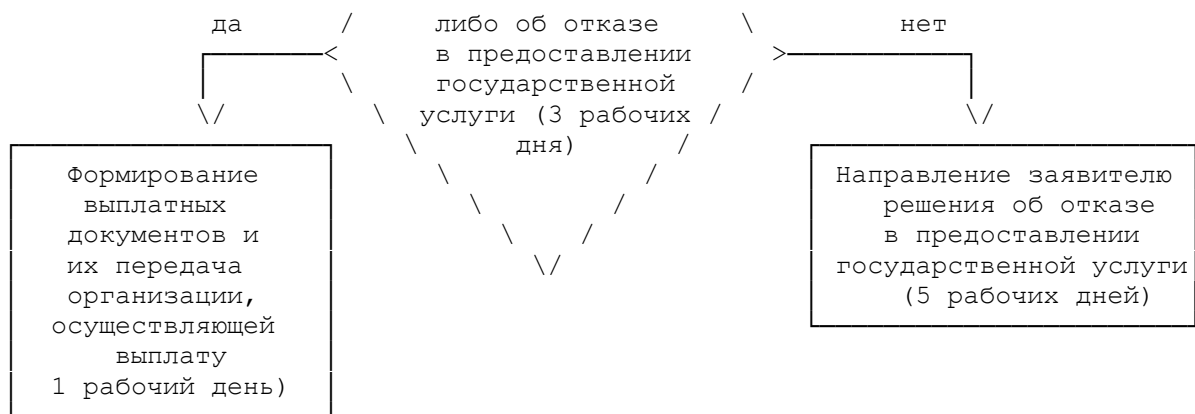 да
либо об отказе
в предоставлении
государственной
услуги (3 рабочих
дня)
нет
Формирование
выплатных
документов и
их передача
организации,
осуществляющей
выплату
1 рабочий день)
Направление заявителю
решения об отказе
в предоставлении
государственной услуги
(5 рабочих дней)